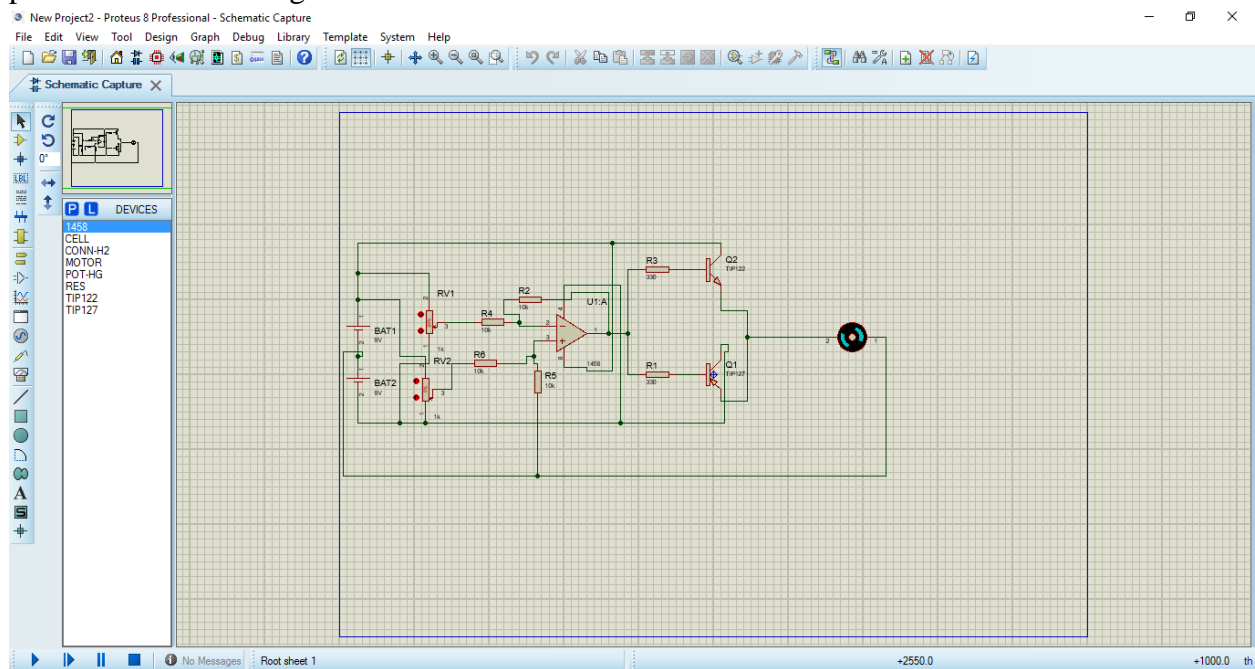 New Project2 - Proteus 8 Professional - Schematic Capture
File Edit View Tool Design Graph Debug Library Template System Help
Schematic Capture
0°
LBL
P L DEVICES
1458
CELL
CONN-H2
MOTOR
POT-HG
RES
TIP122
TIP127
A
S
BAT1
9V
BAT2
9V
RV1
1k
RV2
1k
R4
10k
R6
10k
R2
10k
R5
10k
U1:A
1458
R3
330
R1
330
Q2
TIP122
Q1
TIP127
No Messages
Root sheet 1
+2550.0
+1000.0 th